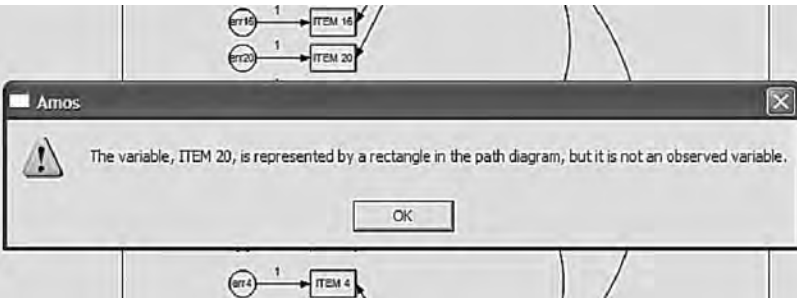 err16 1 ITEM 16
err20 1 ITEM 20
Amos
The variable, ITEM 20, is represented by a rectangle in the path diagram, but it is not an observed variable.
OK
err4 1 ITEM 4